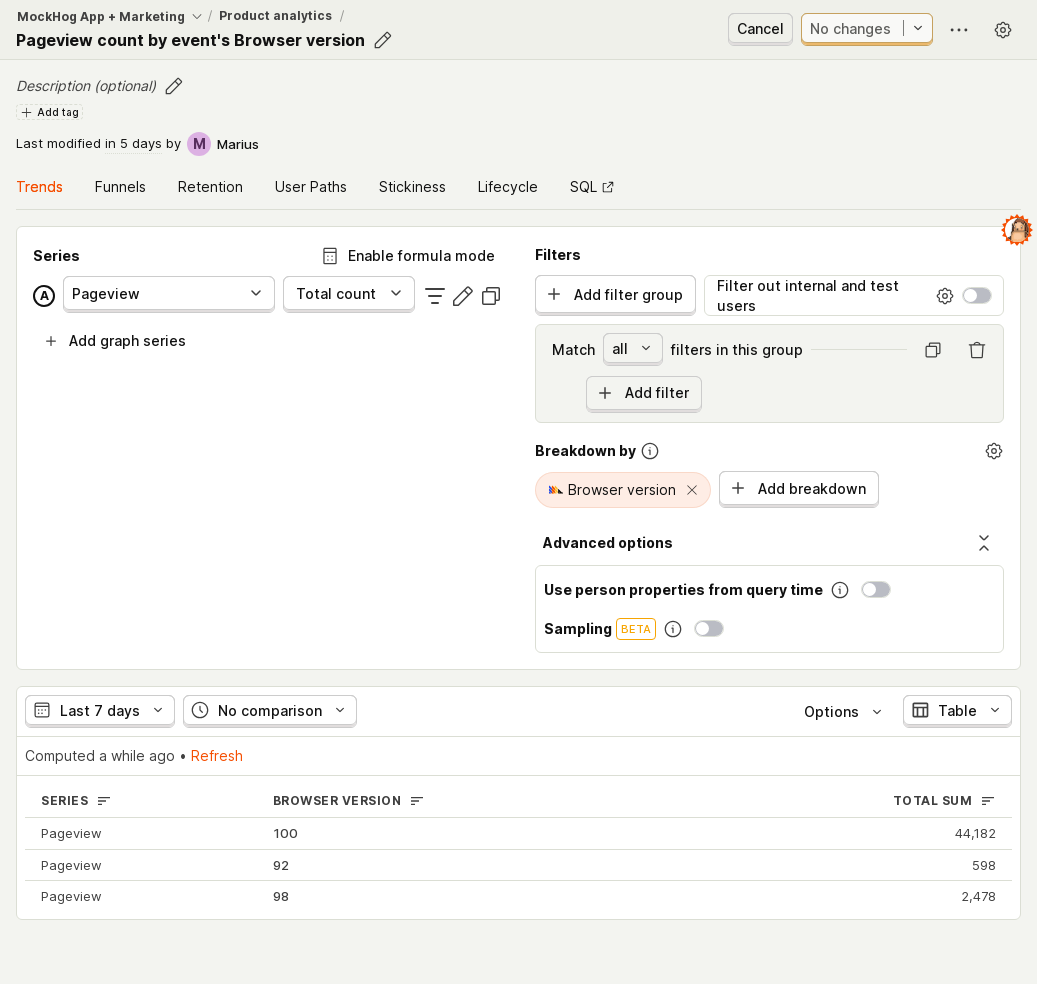 MockHog App + Marketing / Product analytics /
Pageview count by event's Browser version
Cancel
No changes
Description (optional)
Add tag
Last modified in 5 days by M Marius
Trends Funnels Retention User Paths Stickiness Lifecycle SQL
Series
Enable formula mode
A Pageview Total count
Add graph series
Filters
Add filter group
Filter out internal and test
users
Match all filters in this group
Add filter
Breakdown by
Browser version
Add breakdown
Advanced options
Use person properties from query time
Sampling BETA
Last 7 days No comparison Options Table
Computed a while ago • Refresh
SERIES BROWSER VERSION TOTAL SUM
Pageview 100 44,182
Pageview 92 598
Pageview 98 2,478